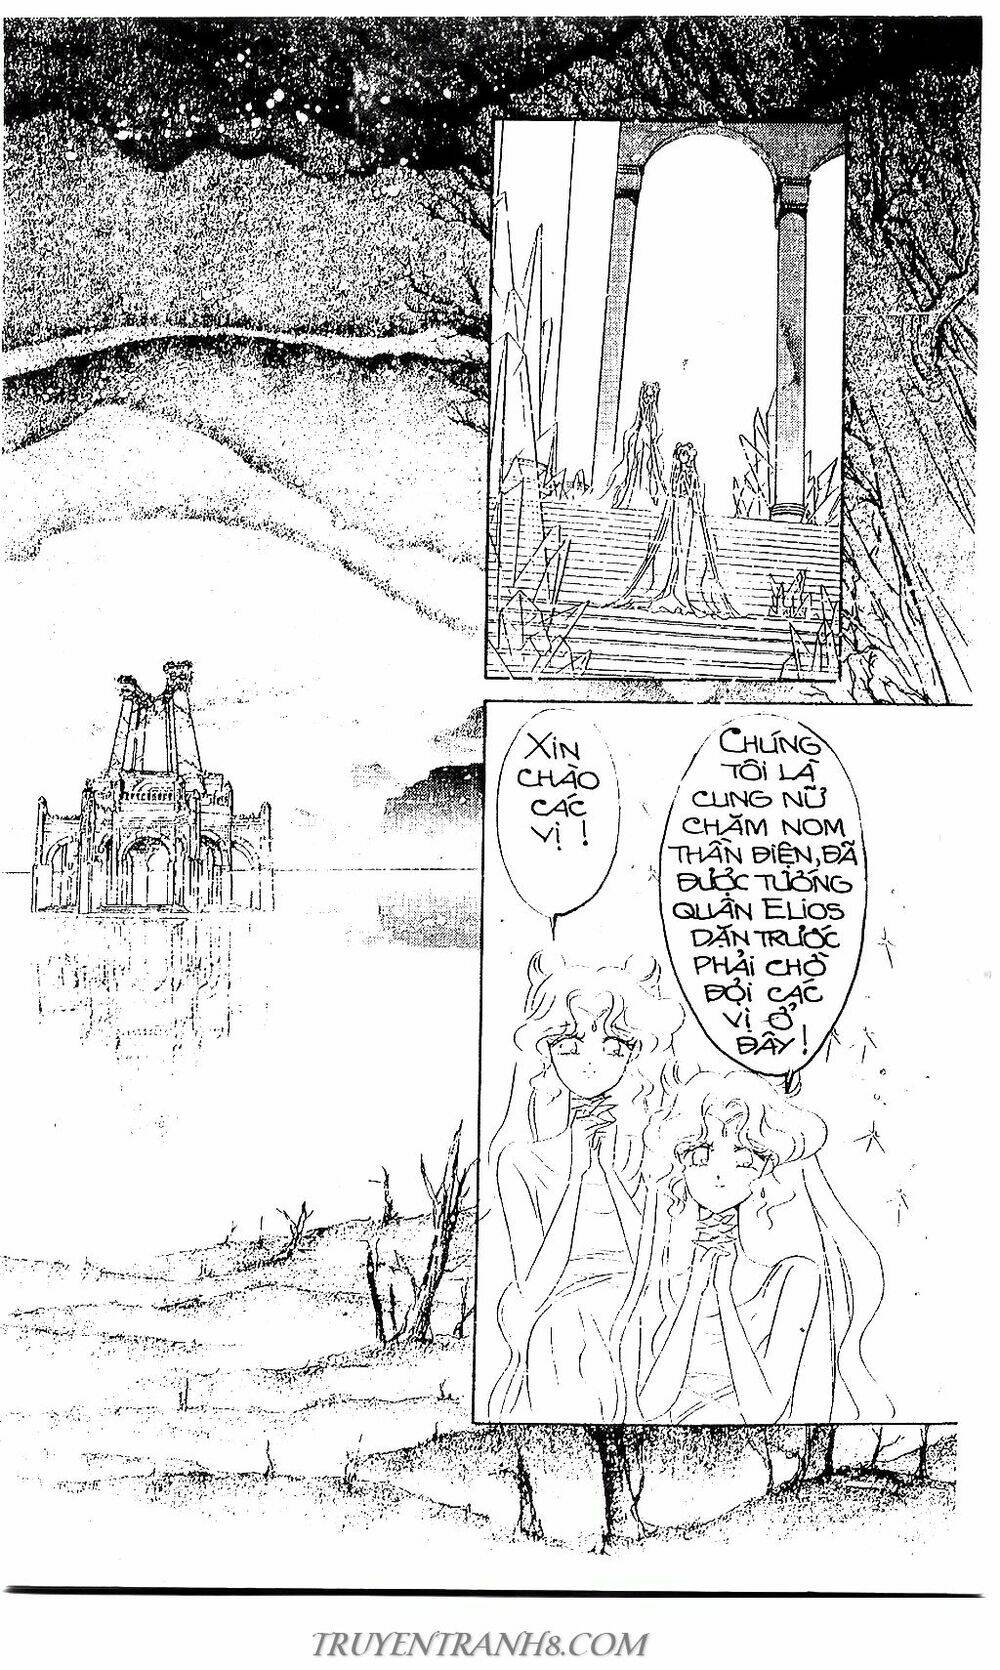 XIN
CHÀO
CÁC
VỊ !
CHÚNG
TÔI LÀ
CUNG NỮ
CHĂM NOM
THẦN ĐIỆN, ĐÃ
ĐƯỢC TƯỚNG
QUÂN ELIOS
DẶN TRƯỚC
PHẢI CHỜ
ĐỢI CÁC
VỊ Ở
ĐÂY !
TRUYENTRANH8.COM